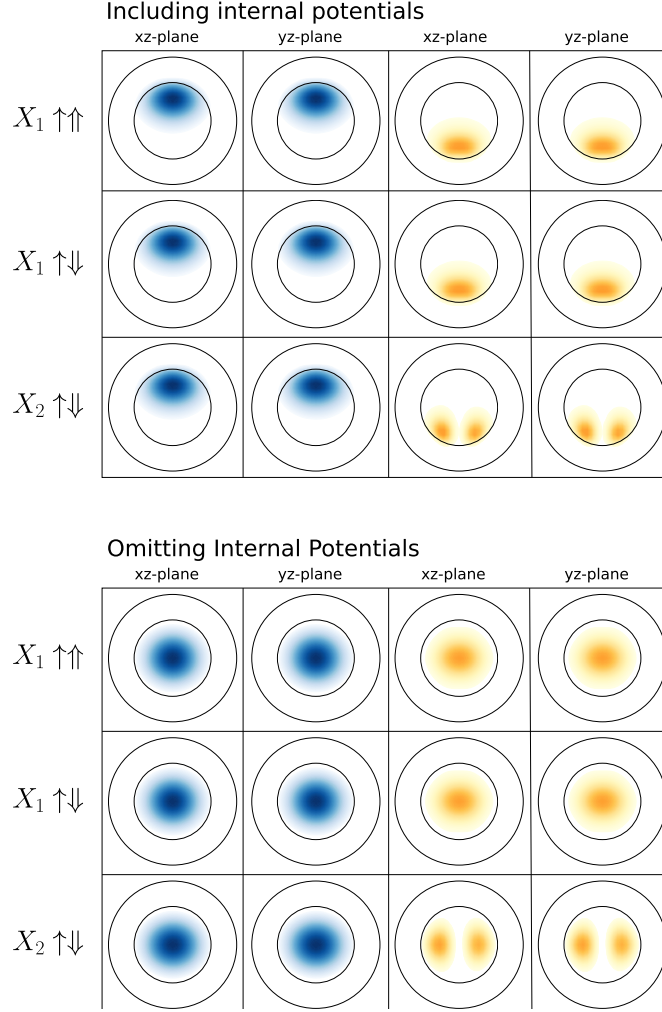 Including internal potentials
xz-plane yz-plane xz-plane yz-plane
X₁ ↑⇑
X₁ ↑⇓
X₂ ↑⇓
Omitting Internal Potentials
xz-plane yz-plane xz-plane yz-plane
X₁ ↑⇑
X₁ ↑⇓
X₂ ↑⇓